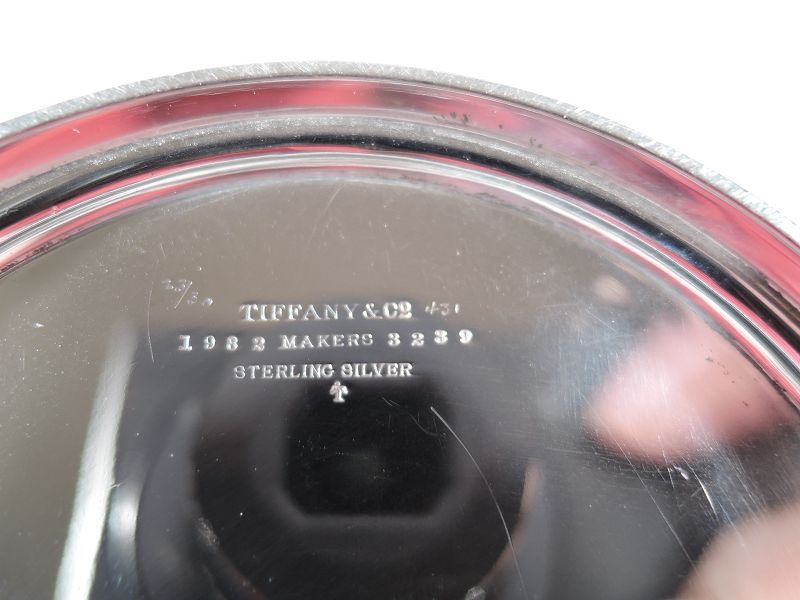 TIFFANY & Co
1982 MAKERS 3239
STERLING SILVER
T